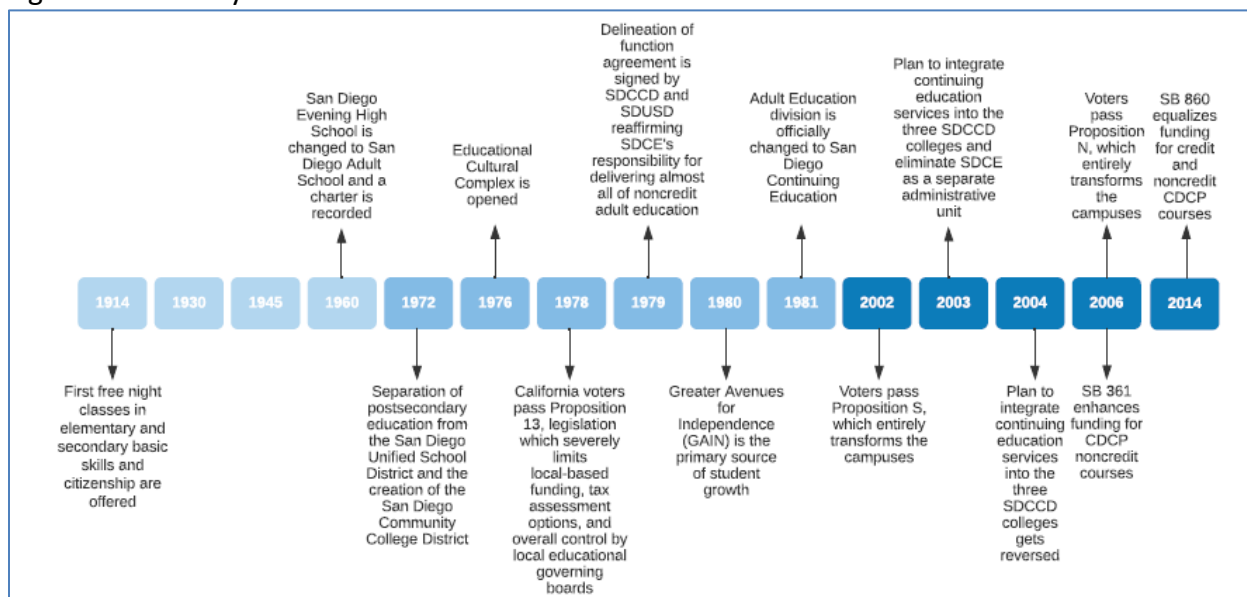 San Diego
Evening High
School is
changed to San
Diego Adult
School and a
charter is
recorded
Educational
Cultural
Complex is
opened
Delineation of
function
agreement is
signed by
SDCCD and
SDUSD
reaffirming
SDCE's
responsibility for
delivering almost
all of noncredit
adult education
Adult Education
division is
officially
changed to San
Diego
Continuing
Education
Plan to integrate
continuing
education
services into the
three SDCCD
colleges and
eliminate SDCE
as a separate
administrative
unit
Voters
pass
Proposition
N, which
entirely
transforms
the
campuses
SB 860
equalizes
funding
for credit
and
noncredit
CDCP
courses
1914
1930
1945
1960
1972
1976
1978
1979
1980
1981
2002
2003
2004
2006
2014
First free night
classes in
elementary and
secondary basic
skills and
citizenship are
offered
Separation of
postsecondary
education from
the San Diego
Unified School
District and the
creation of the
San Diego
Community
College District
California voters
pass Proposition
13, legislation
which severely
limits
local-based
funding, tax
assessment
options, and
overall control by
local educational
governing
boards
Greater Avenues
for
Independence
(GAIN) is the
primary source
of student
growth
Voters pass
Proposition S,
which entirely
transforms the
campuses
Plan to
integrate
continuing
education
services
into the
three
SDCCD
colleges
gets
reversed
SB 361
enhances
funding for
CDCP
noncredit
courses